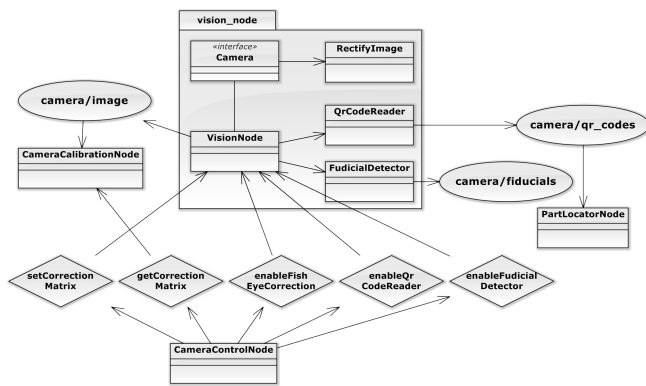 vision_node
«interface»
Camera
RectifyImage
camera/image
QrCodeReader
camera/qr_codes
VisionNode
CameraCalibrationNode
FudicialDetector
camera/fiducials
PartLocatorNode
setCorrection
Matrix
getCorrection
Matrix
enableFish
EyeCorrection
enableQr
CodeReader
enableFudicial
Detector
CameraControlNode